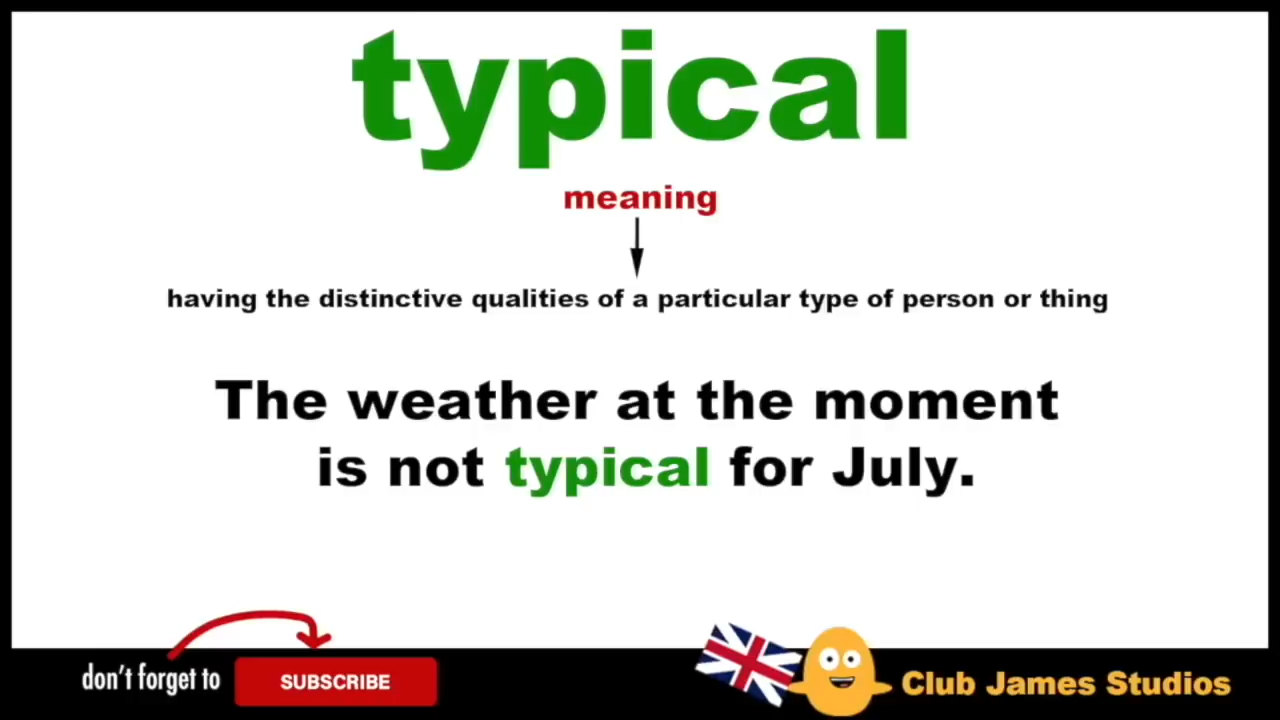 typical
meaning
having the distinctive qualities of a particular type of person or thing
The weather at the moment
is not typical for July.
don't forget to
SUBSCRIBE
Club James Studios